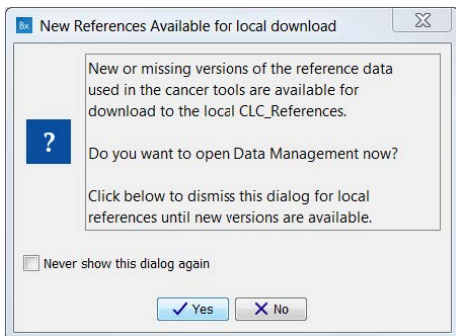 Bx New References Available for local download
New or missing versions of the reference data
used in the cancer tools are available for
download to the local CLC_References.
Do you want to open Data Management now?
Click below to dismiss this dialog for local
references until new versions are available.
?
Never show this dialog again
Yes No